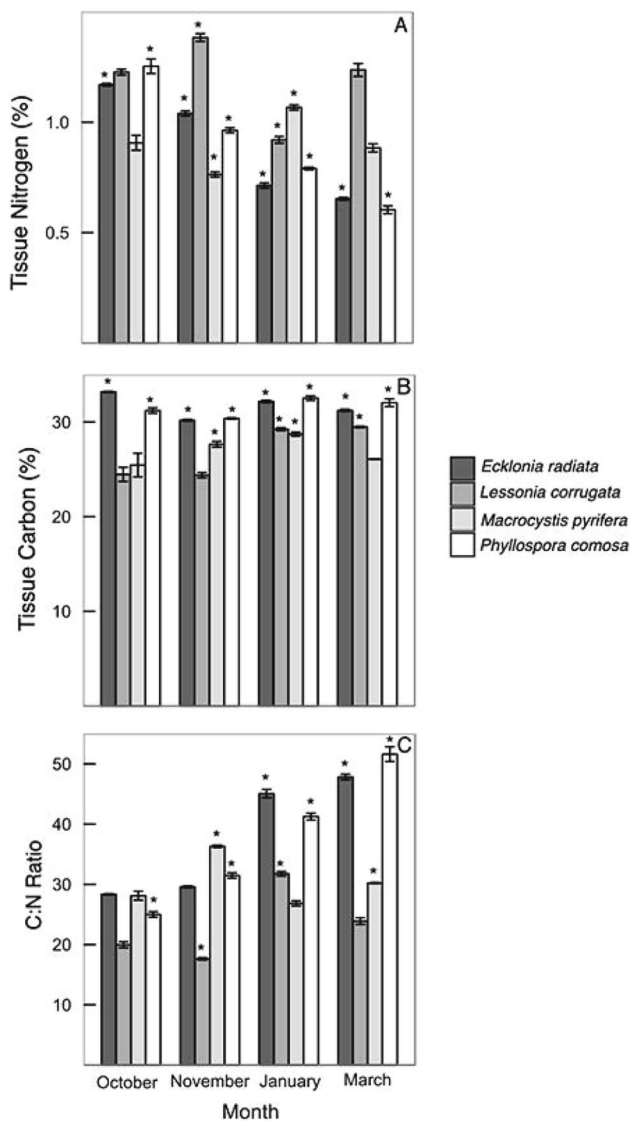 A
Tissue Nitrogen (%)
1.0
0.5
* * *
* * * *
* * * *
* *
B
Tissue Carbon (%)
30
20
10
* *
* * *
* * * *
* * *
Ecklonia radiata
Lessonia corrugata
Macrocystis pyrifera
Phyllospora comosa
C
C:N Ratio
50
40
30
20
10
*
* * *
* * *
* * *
October November January March
Month